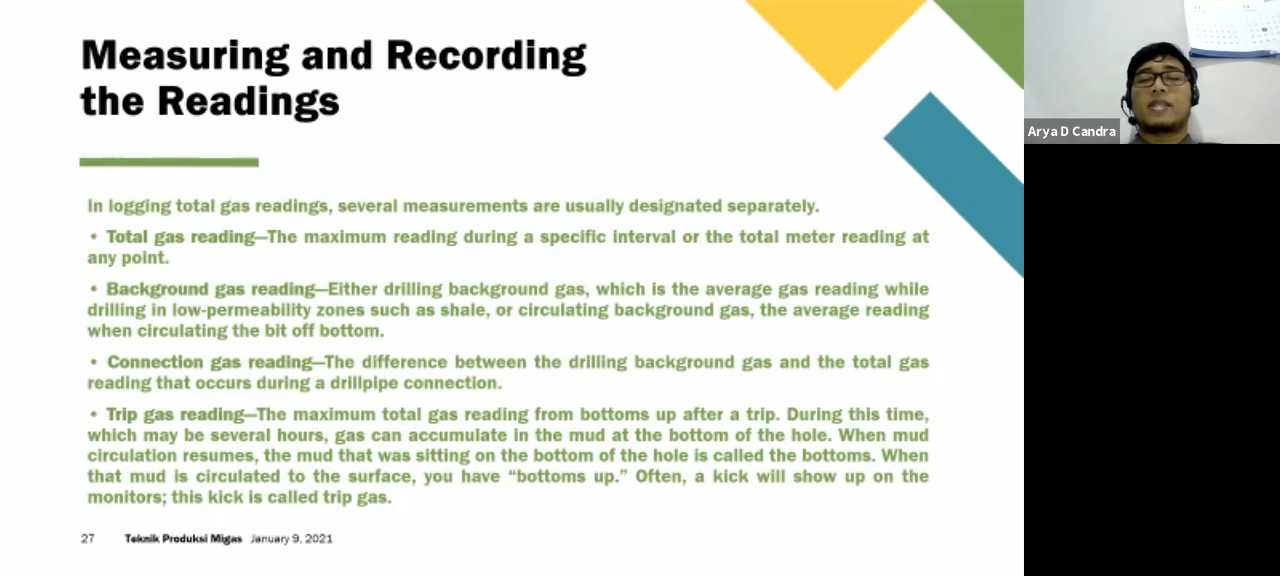 Measuring and Recording
the Readings
In logging total gas readings, several measurements are usually designated separately.
• Total gas reading—The maximum reading during a specific interval or the total meter reading at
any point.
• Background gas reading—Either drilling background gas, which is the average gas reading while
drilling in low-permeability zones such as shale, or circulating background gas, the average reading
when circulating the bit off bottom.
• Connection gas reading—The difference between the drilling background gas and the total gas
reading that occurs during a drillpipe connection.
• Trip gas reading—The maximum total gas reading from bottoms up after a trip. During this time,
which may be several hours, gas can accumulate in the mud at the bottom of the hole. When mud
circulation resumes, the mud that was sitting on the bottom of the hole is called the bottoms. When
that mud is circulated to the surface, you have “bottoms up.” Often, a kick will show up on the
monitors; this kick is called trip gas.
27 Teknik Produksi Migas January 9, 2021
Arya D Candra